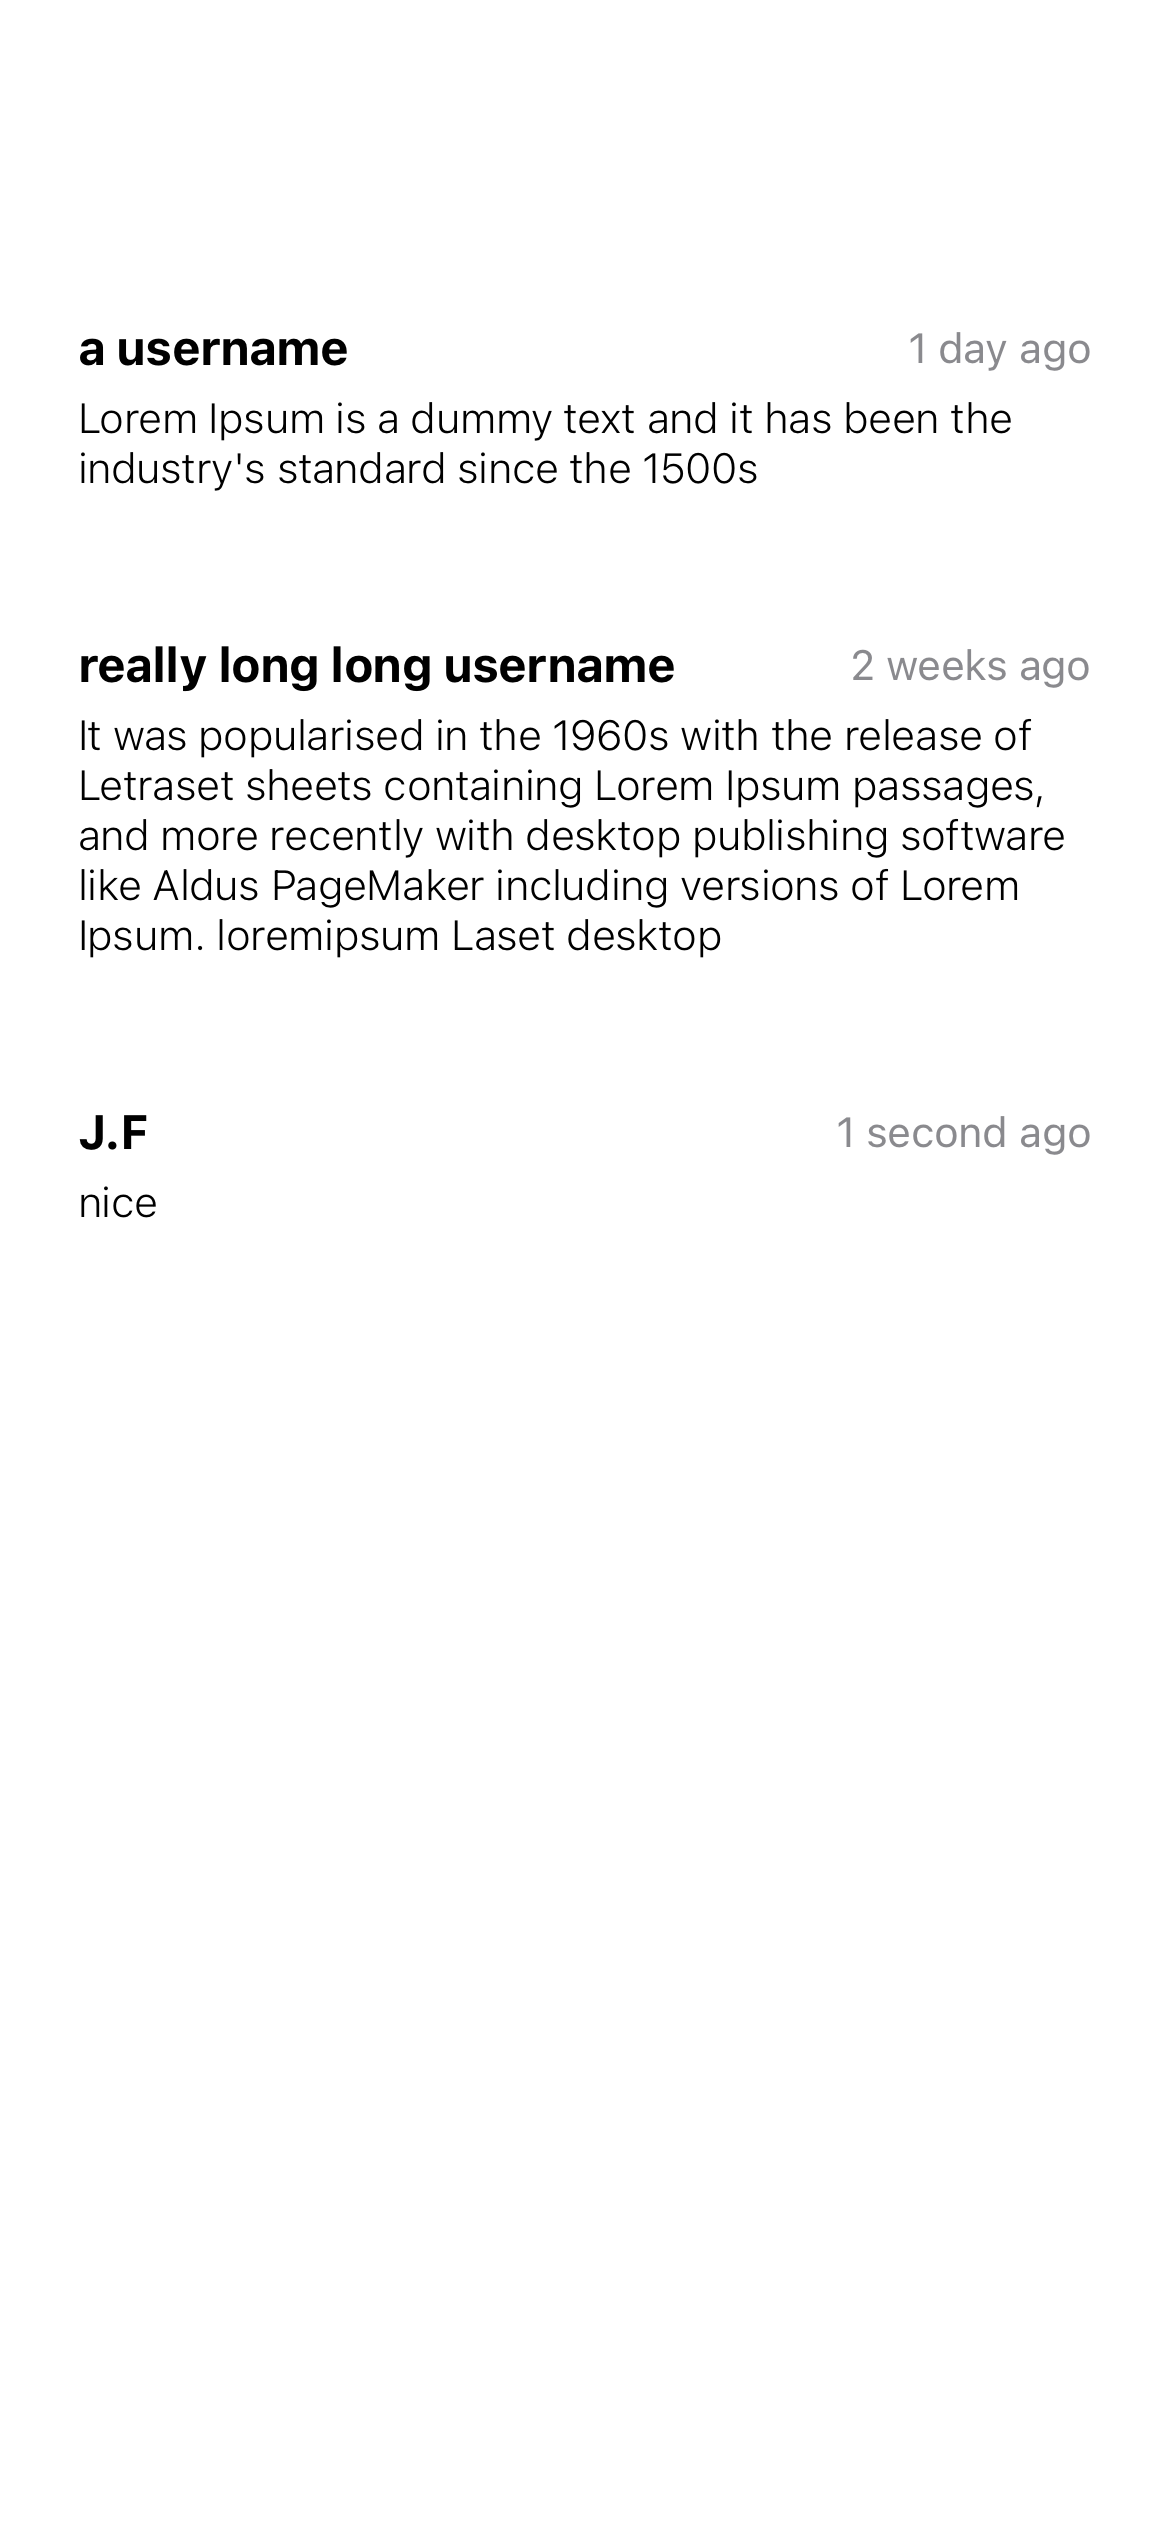 a username
1 day ago
Lorem Ipsum is a dummy text and it has been the
industry's standard since the 1500s
really long long username
2 weeks ago
It was popularised in the 1960s with the release of
Letraset sheets containing Lorem Ipsum passages,
and more recently with desktop publishing software
like Aldus PageMaker including versions of Lorem
Ipsum. loremipsum Laset desktop
J.F
1 second ago
nice